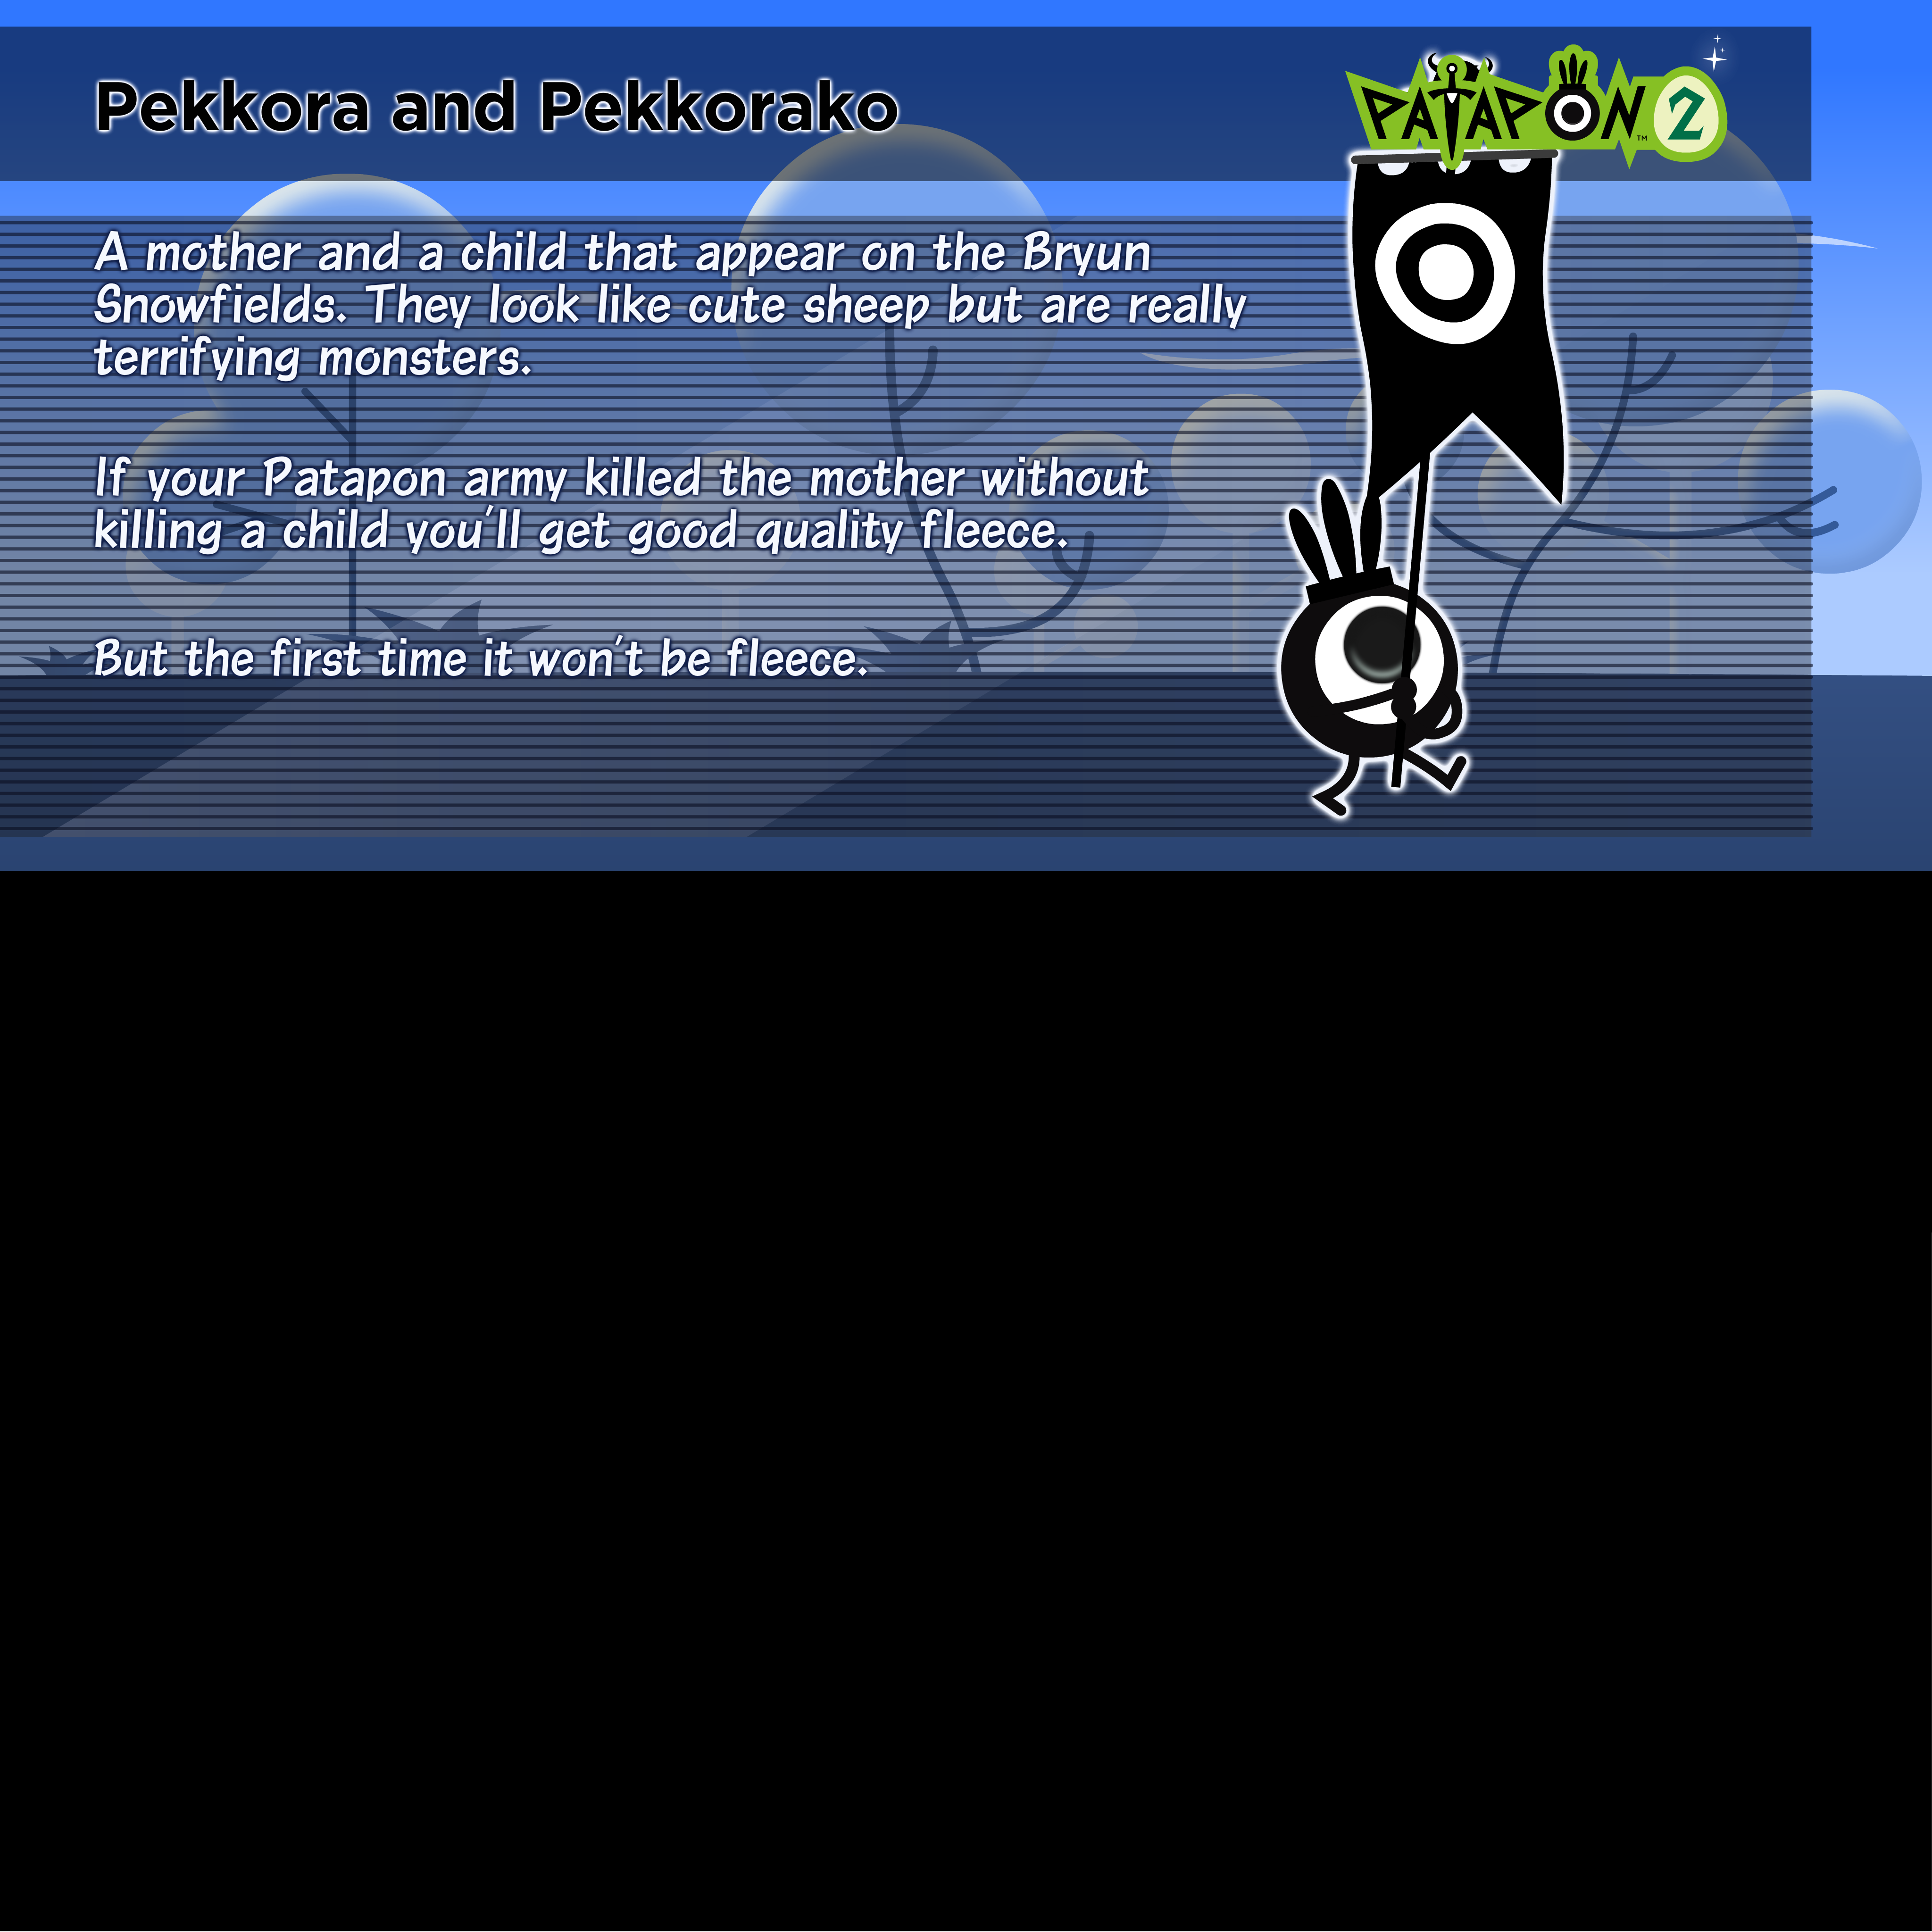 Pekkora and Pekkorako
PATAPON™ 2
A mother and a child that appear on the Bryun
Snowfields. They look like cute sheep but are really
terrifying monsters.
If your Patapon army killed the mother without
killing a child you'll get good quality fleece.
But the first time it won't be fleece.